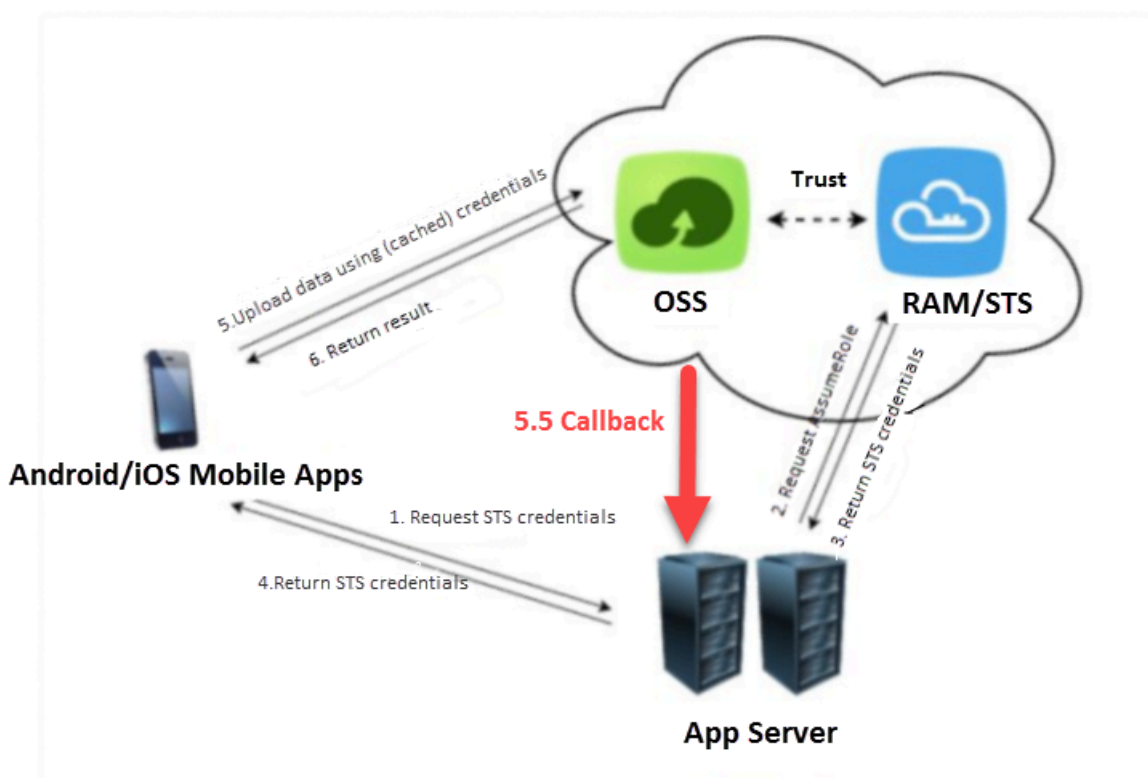 Trust
OSS
RAM/STS
5.Upload data using (cached) credentials
6. Return result
5.5 Callback
2. Request AssumeRole
3. Return STS credentials
Android/iOS Mobile Apps
1. Request STS credentials
4.Return STS credentials
App Server